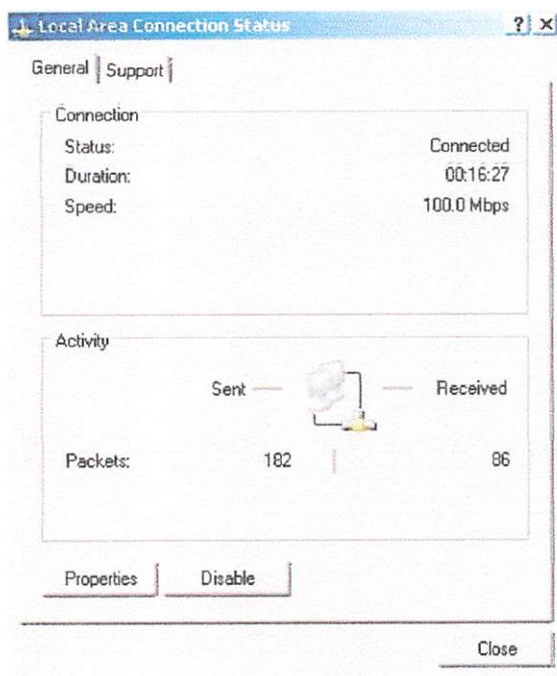 Local Area Connection Status ? ×
General Support
Connection
Status: Connected
Duration: 00:16:27
Speed: 100.0 Mbps
Activity
Sent — — Received
Packets: 182 | 86
Properties Disable
Close